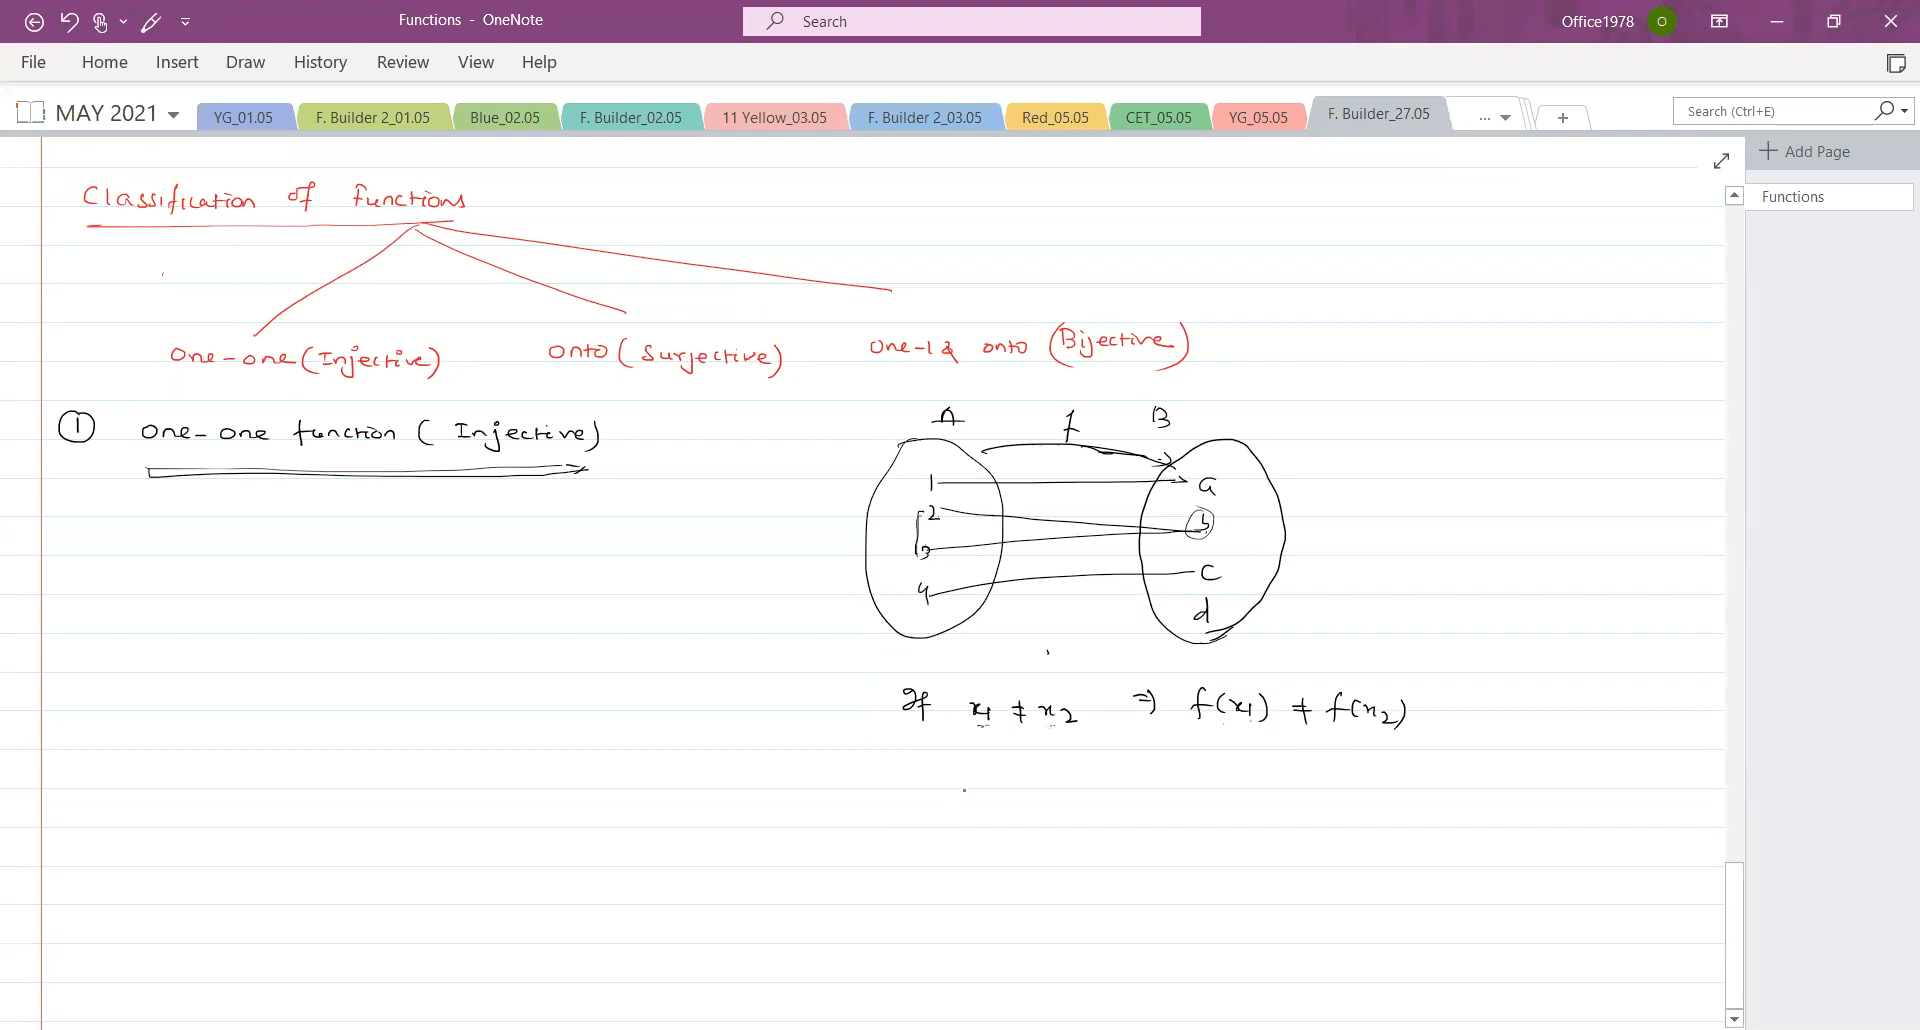 Functions - OneNote
Search
Office1978
O
File Home Insert Draw History Review View Help
MAY 2021
YG_01.05
F. Builder 2_01.05
Blue_02.05
F. Builder_02.05
11 Yellow_03.05
F. Builder 2_03.05
Red_05.05
CET_05.05
YG_05.05
F. Builder_27.05
...
+
Search (Ctrl+E)
Add Page
Functions
Classification of functions
One-one (Injective)
Onto (Surjective)
One-1 & onto (Bijective)
1 One-One function (Injective)
A f B
1 a
2 b
3
4 c
d
If x1 ≠ x2 ⇒ f(x1) ≠ f(x2)